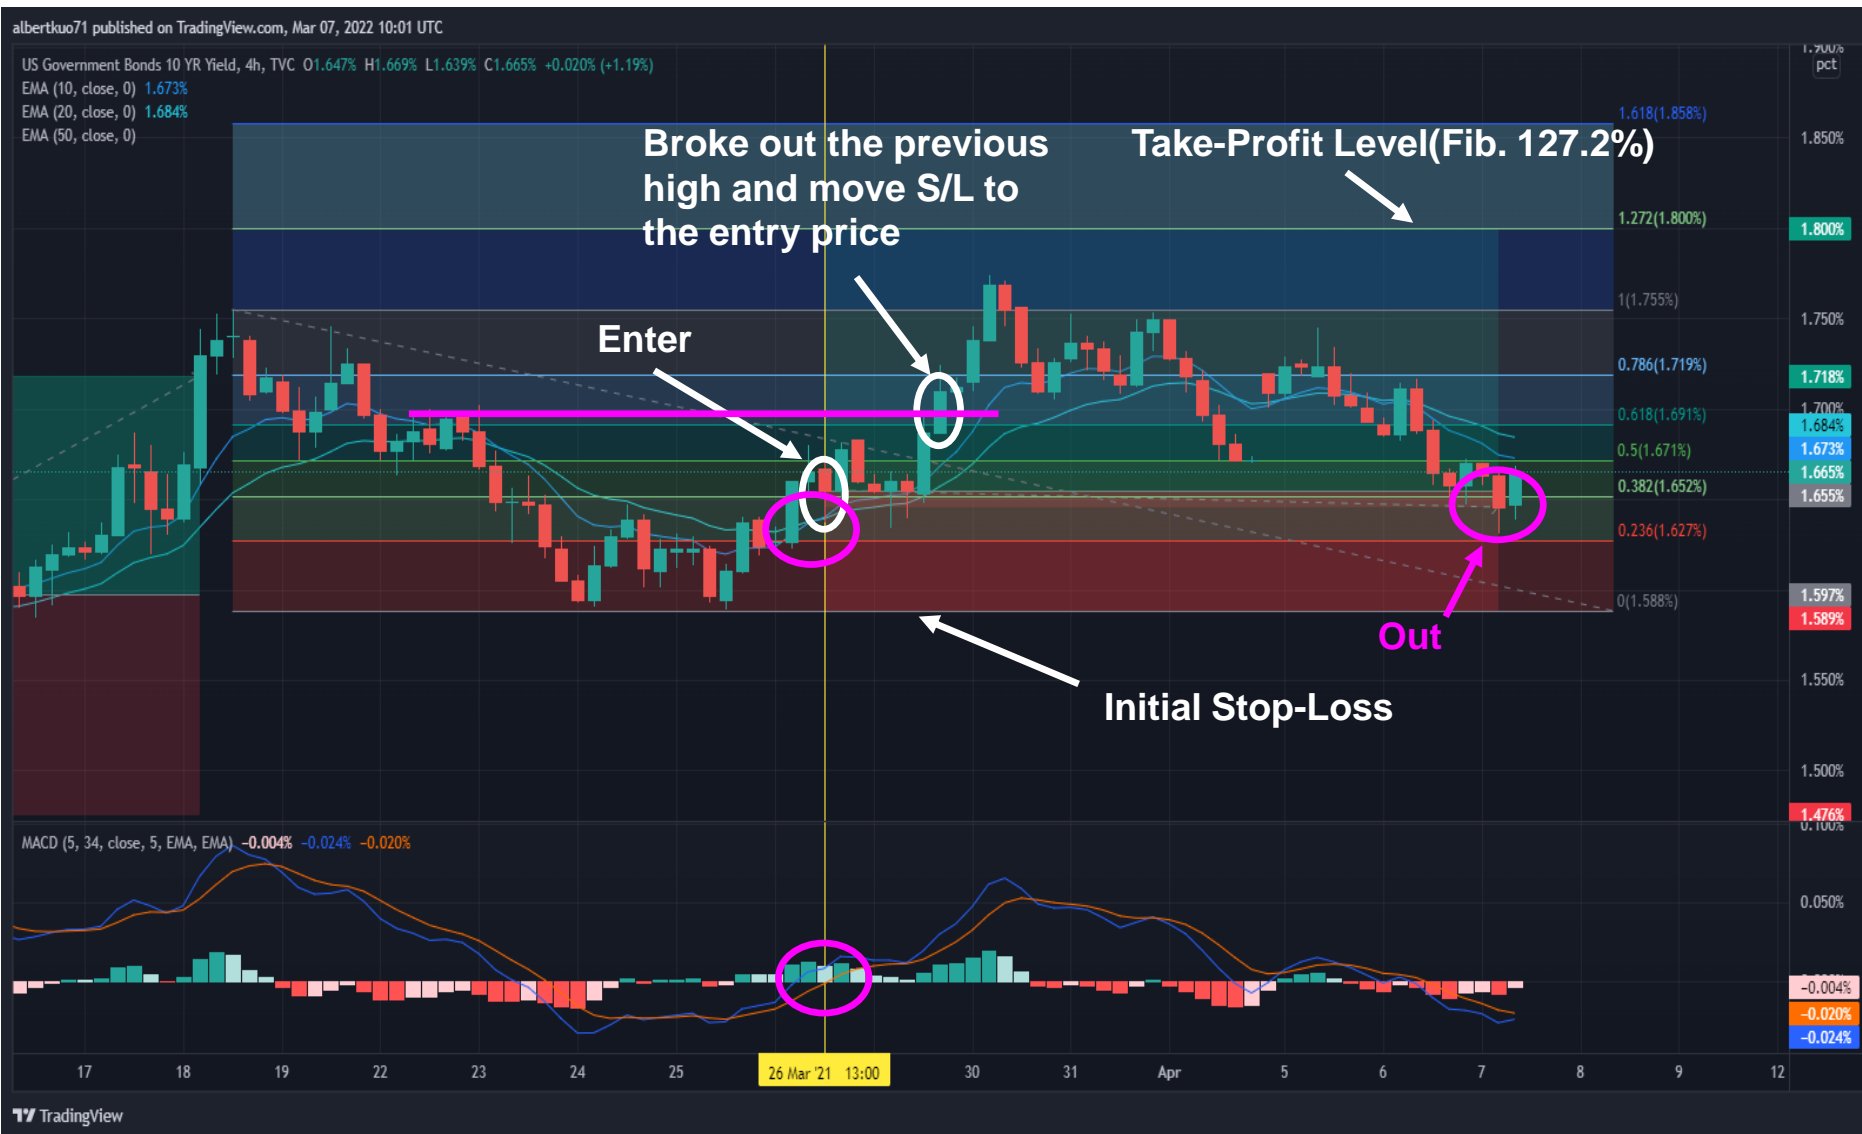 albertkuo71 published on TradingView.com, Mar 07, 2022 10:01 UTC
US Government Bonds 10 YR Yield, 4h, TVC O1.647% H1.669% L1.639% C1.665% +0.020% (+1.19%)
EMA (10, close, 0) 1.673%
EMA (20, close, 0) 1.684%
EMA (50, close, 0)
Broke out the previous
high and move S/L to
the entry price
Take-Profit Level(Fib. 127.2%)
Enter
Out
Initial Stop-Loss
1.618(1.858%)
1.272(1.800%)
1(1.755%)
0.786(1.719%)
0.618(1.691%)
0.5(1.671%)
0.382(1.652%)
0.236(1.627%)
0(1.588%)
1.900%
pct
1.850%
1.800%
1.750%
1.718%
1.700%
1.684%
1.673%
1.665%
1.655%
1.597%
1.589%
1.550%
1.500%
1.476%
MACD (5, 34, close, 5, EMA, EMA) −0.004% −0.024% −0.020%
0.100%
0.050%
−0.004%
−0.020%
−0.024%
17 18 19 22 23 24 25 26 Mar '21 13:00 30 31 Apr 5 6 7 8 9 12
TradingView